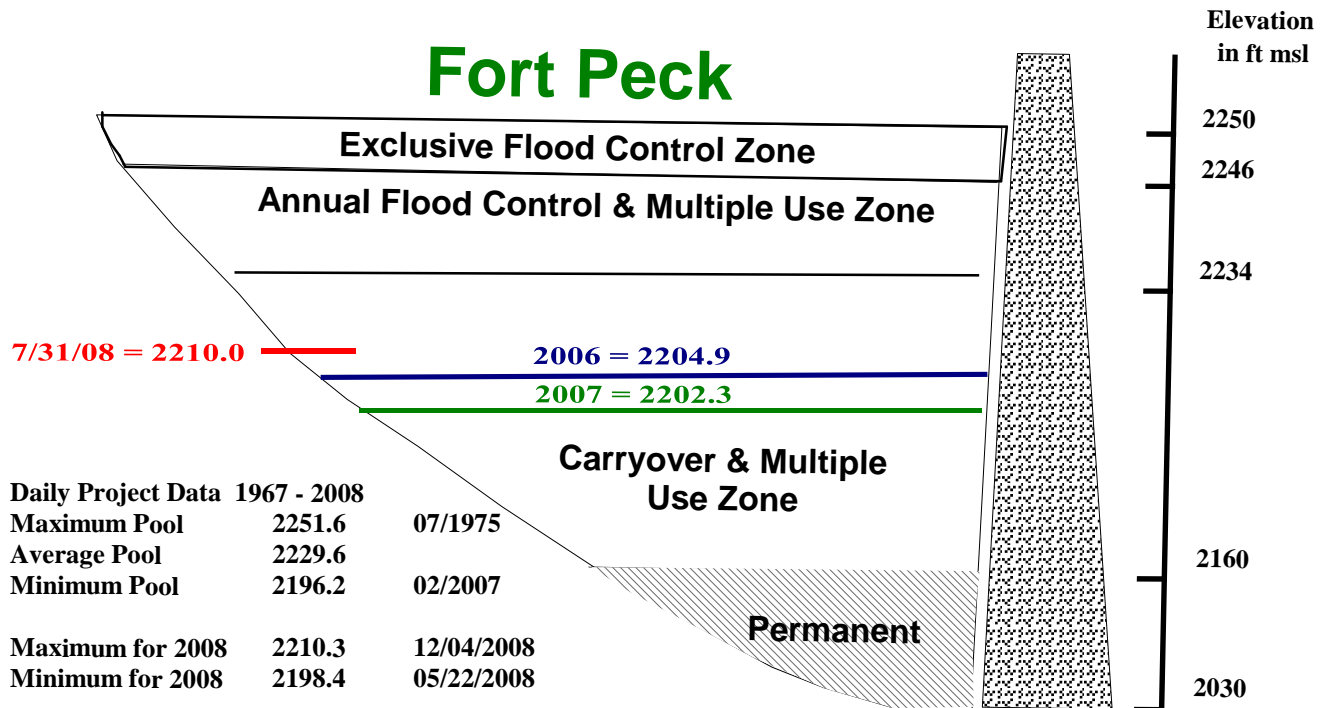 Elevation
in ft msl
Fort Peck
2250
Exclusive Flood Control Zone
2246
Annual Flood Control & Multiple Use Zone
2234
7/31/08 = 2210.0
2006 = 2204.9
2007 = 2202.3
Carryover & Multiple
Use Zone
Daily Project Data 1967 - 2008
Maximum Pool 2251.6 07/1975
Average Pool 2229.6
Minimum Pool 2196.2 02/2007
Maximum for 2008 2210.3 12/04/2008
Minimum for 2008 2198.4 05/22/2008
2160
Permanent
2030